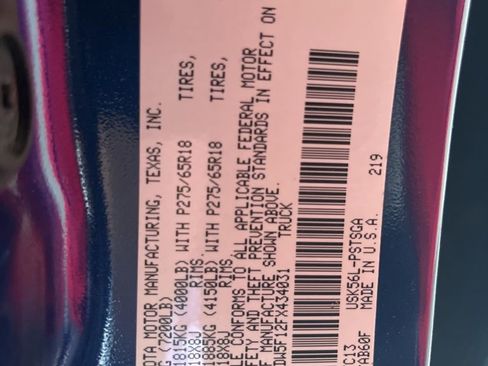 OTA MOTOR MANUFACTURING, TEXAS, INC.
G (7200LB)
1815KG (4000LB) WITH P275/65R18 TIRES,
18X8J RIMS,
1885KG (4150LB) WITH P275/65R18 TIRES,
18X8J RIMS
LE CONFORMS TO ALL APPLICABLE FEDERAL MOTOR
FETY AND THEFT PREVENTION STANDARDS IN EFFECT ON
F MANUFACTURE SHOWN ABOVE.
DW5F12FX434031 TRUCK
C13 USK56L-PSTSGA 219
AB60F MADE IN U.S.A.